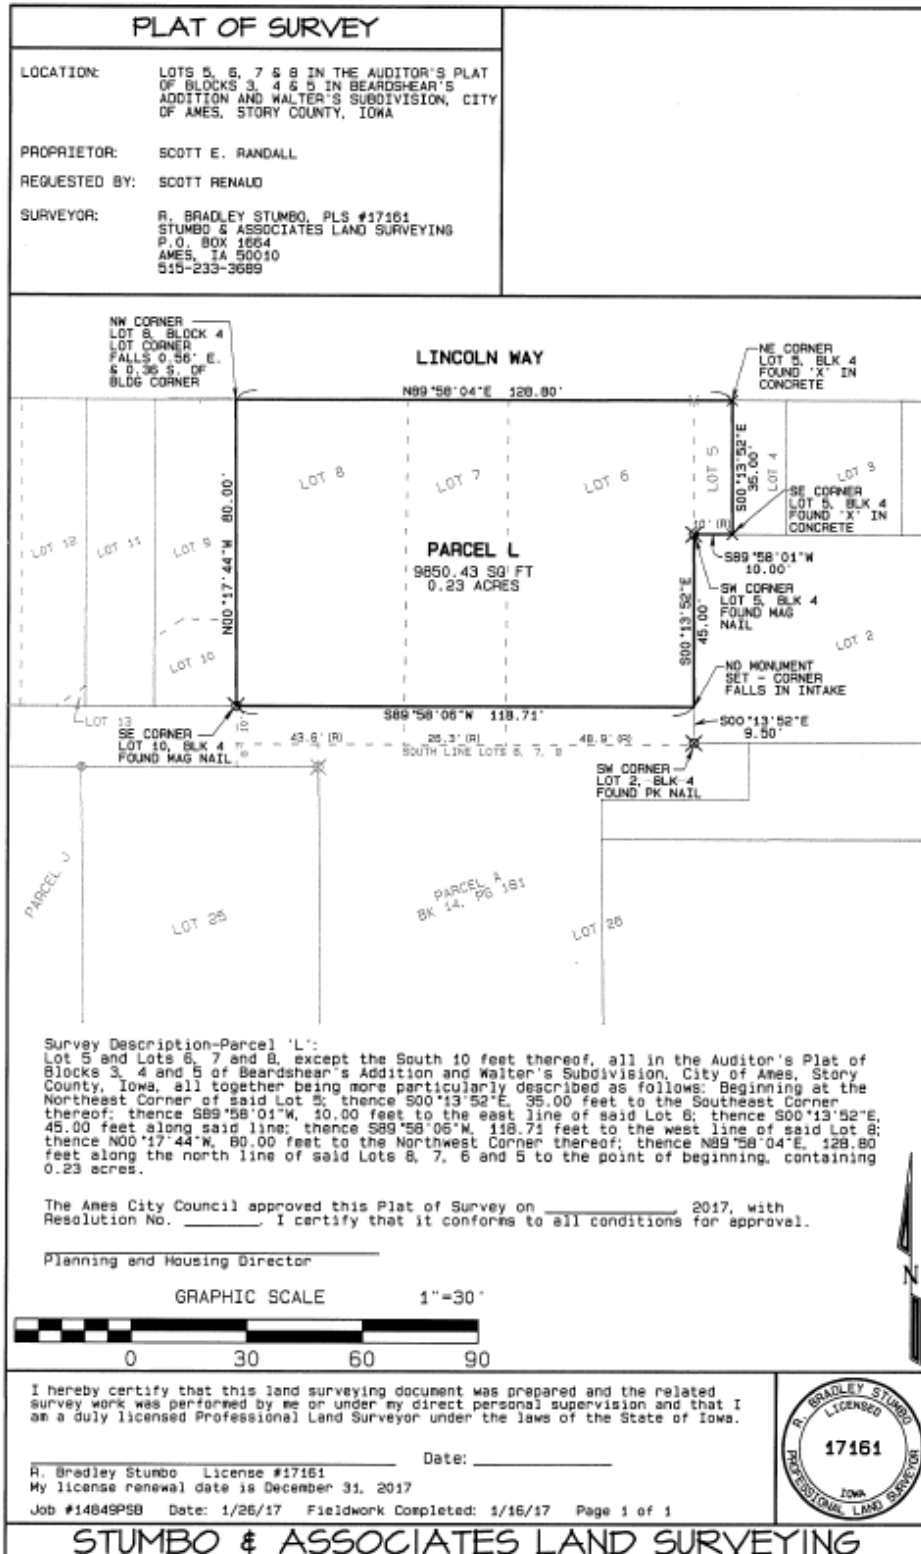 PLAT OF SURVEY
LOCATION: LOTS 5, 6, 7 & 8 IN THE AUDITOR'S PLAT
OF BLOCKS 3, 4 & 5 IN BEARDSHEAR'S
ADDITION AND WALTER'S SUBDIVISION, CITY
OF AMES, STORY COUNTY, IOWA
PROPRIETOR: SCOTT E. RANDALL
REQUESTED BY: SCOTT RENAUD
SURVEYOR: R. BRADLEY STUMBO, PLS #17161
STUMBO & ASSOCIATES LAND SURVEYING
P.O. BOX 1664
AMES, IA 50010
515-233-3689
NW CORNER
LOT 8, BLOCK 4
LOT CORNER
FALLS 0.56' E.
& 0.36 S. OF
BLDG CORNER
LINCOLN WAY
N89°58'04"E 128.80'
NE CORNER
LOT 5, BLK 4
FOUND 'X' IN
CONCRETE
LOT 12
LOT 11
LOT 9
LOT 10
LOT 13
N00°17'44"W 80.00'
LOT 8
LOT 7
LOT 6
LOT 5
S00°13'52"E
35.00'
LOT 4
LOT 3
SE CORNER
LOT 5, BLK 4
FOUND 'X' IN
CONCRETE
10' (R)
S89°58'01"W
10.00'
PARCEL L
9850.43 SQ FT
0.23 ACRES
S00°13'52"E
45.00'
SW CORNER
LOT 5, BLK 4
FOUND MAG
NAIL
LOT 2
NO MONUMENT
SET - CORNER
FALLS IN INTAKE
S89°58'06"W 118.71'
S00°13'52"E
9.50'
SE CORNER
LOT 10, BLK 4
FOUND MAG NAIL
10'
43.6' (R)
26.3' (R)
48.9' (R)
SOUTH LINE LOTS 6, 7, 8
SW CORNER
LOT 2, BLK 4
FOUND PK NAIL
PARCEL J
LOT 25
PARCEL A
BK 14, PG 161
LOT 26
Survey Description-Parcel 'L':
Lot 5 and Lots 6, 7 and 8, except the South 10 feet thereof, all in the Auditor's Plat of
Blocks 3, 4 and 5 of Beardshear's Addition and Walter's Subdivision, City of Ames, Story
County, Iowa, all together being more particularly described as follows: Beginning at the
Northeast Corner of said Lot 5; thence S00°13'52"E, 35.00 feet to the Southeast Corner
thereof; thence S89°58'01"W, 10.00 feet to the east line of said Lot 6; thence S00°13'52"E,
45.00 feet along said line; thence S89°58'06"W, 118.71 feet to the west line of said Lot 8;
thence N00°17'44"W, 80.00 feet to the Northwest Corner thereof; thence N89°58'04"E, 128.80
feet along the north line of said Lots 8, 7, 6 and 5 to the point of beginning, containing
0.23 acres.
The Ames City Council approved this Plat of Survey on ____________, 2017, with
Resolution No. _______. I certify that it conforms to all conditions for approval.
Planning and Housing Director
GRAPHIC SCALE 1"=30'
0 30 60 90
N
I hereby certify that this land surveying document was prepared and the related
survey work was performed by me or under my direct personal supervision and that I
am a duly licensed Professional Land Surveyor under the laws of the State of Iowa.
Date: ____________
R. Bradley Stumbo License #17161
My license renewal date is December 31, 2017
Job #14849PSB Date: 1/26/17 Fieldwork Completed: 1/16/17 Page 1 of 1
R. BRADLEY STUMBO
LICENSED
17161
IOWA
PROFESSIONAL LAND SURVEYOR
STUMBO & ASSOCIATES LAND SURVEYING